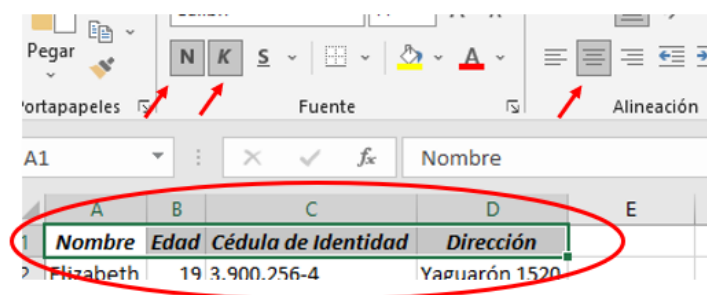 Pegar
N K S A
Portapapeles Fuente Alineación
A1 fx Nombre
A B C D E
1 Nombre Edad Cédula de Identidad Dirección
2 Elizabeth 19 3.900.256-4 Yaguarón 1520